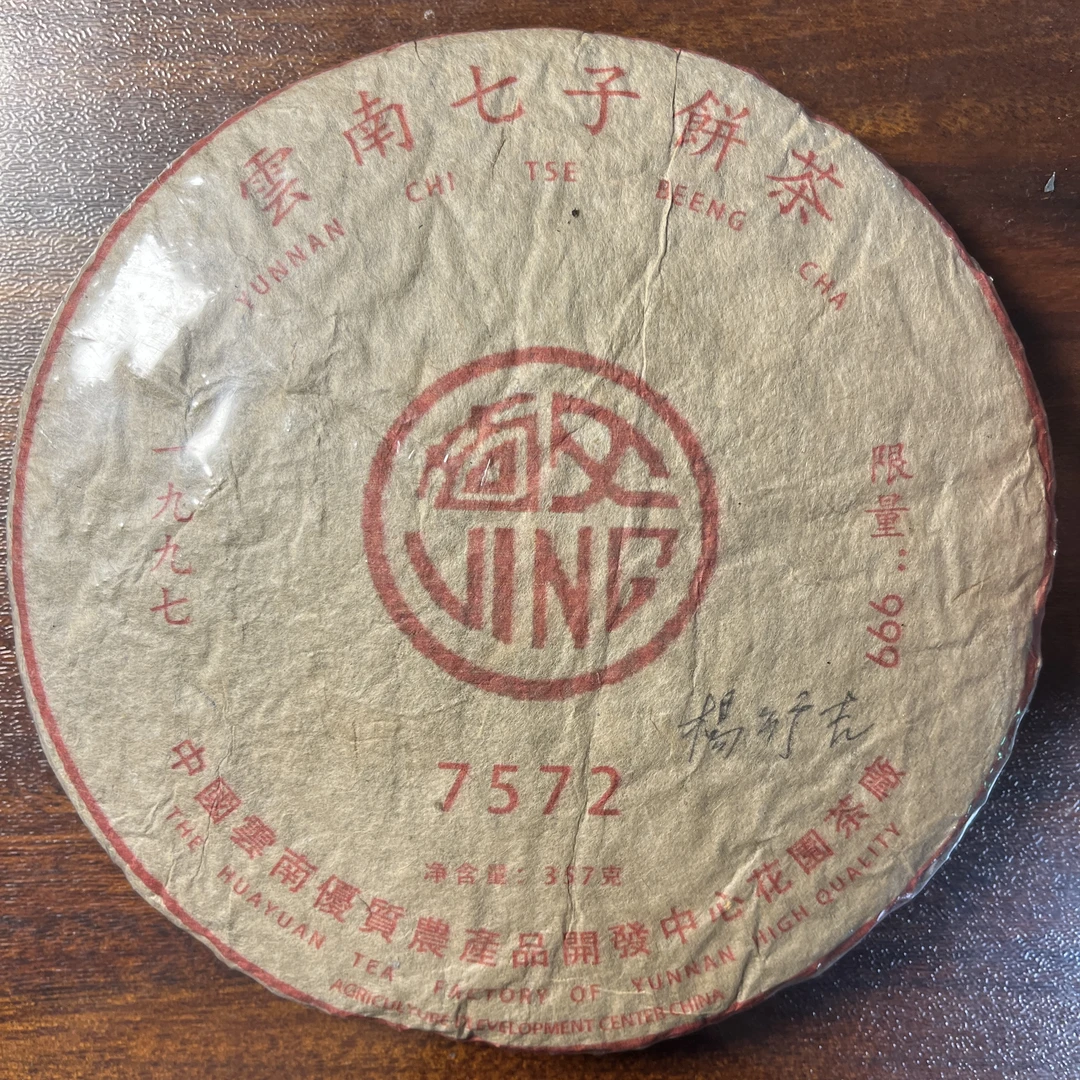 雲南七子餅茶
YUNNAN CHI TSE BEENG CHA
一九九七
限量:999
VING
7572
净含量:357克
中國雲南優質農產品開發中心花園茶廠
THE HUAYUAN TEA FACTORY OF YUNNAN HIGH QUALITY
AGRICULTURE DEVELOPMENT CENTER CHINA